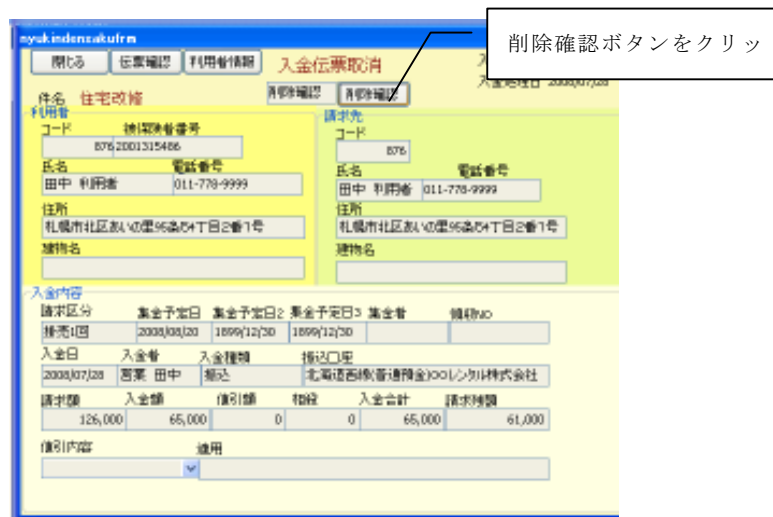 nyukindenzakufrm
削除確認ボタンをクリッ
閉じる 伝票確認 利用者情報 入金伝票取消
入金処理日 2008/07/28
件名 住宅改修 削除確認 削除確認
利用者 請求先
コード 被保険者番号 コード
876 2001315486 876
氏名 電話番号 氏名 電話番号
田中 利用者 011-778-9999 田中 利用者 011-778-9999
住所 住所
札幌市北区あいの里95条54丁目2番1号 札幌市北区あいの里95条54丁目2番1号
建物名 建物名
入金内容
請求区分 集金予定日 集金予定日2 集金予定日3 集金者 領収NO
掛売1回 2008/08/20 1899/12/30 1899/12/30
入金日 入金者 入金種類 振込口座
2008/07/28 営業 田中 振込 北海道西線(普通預金)〇〇レンタル株式会社
請求額 入金額 値引額 相殺 入金合計 請求残額
126,000 65,000 0 0 65,000 61,000
値引内容 適用